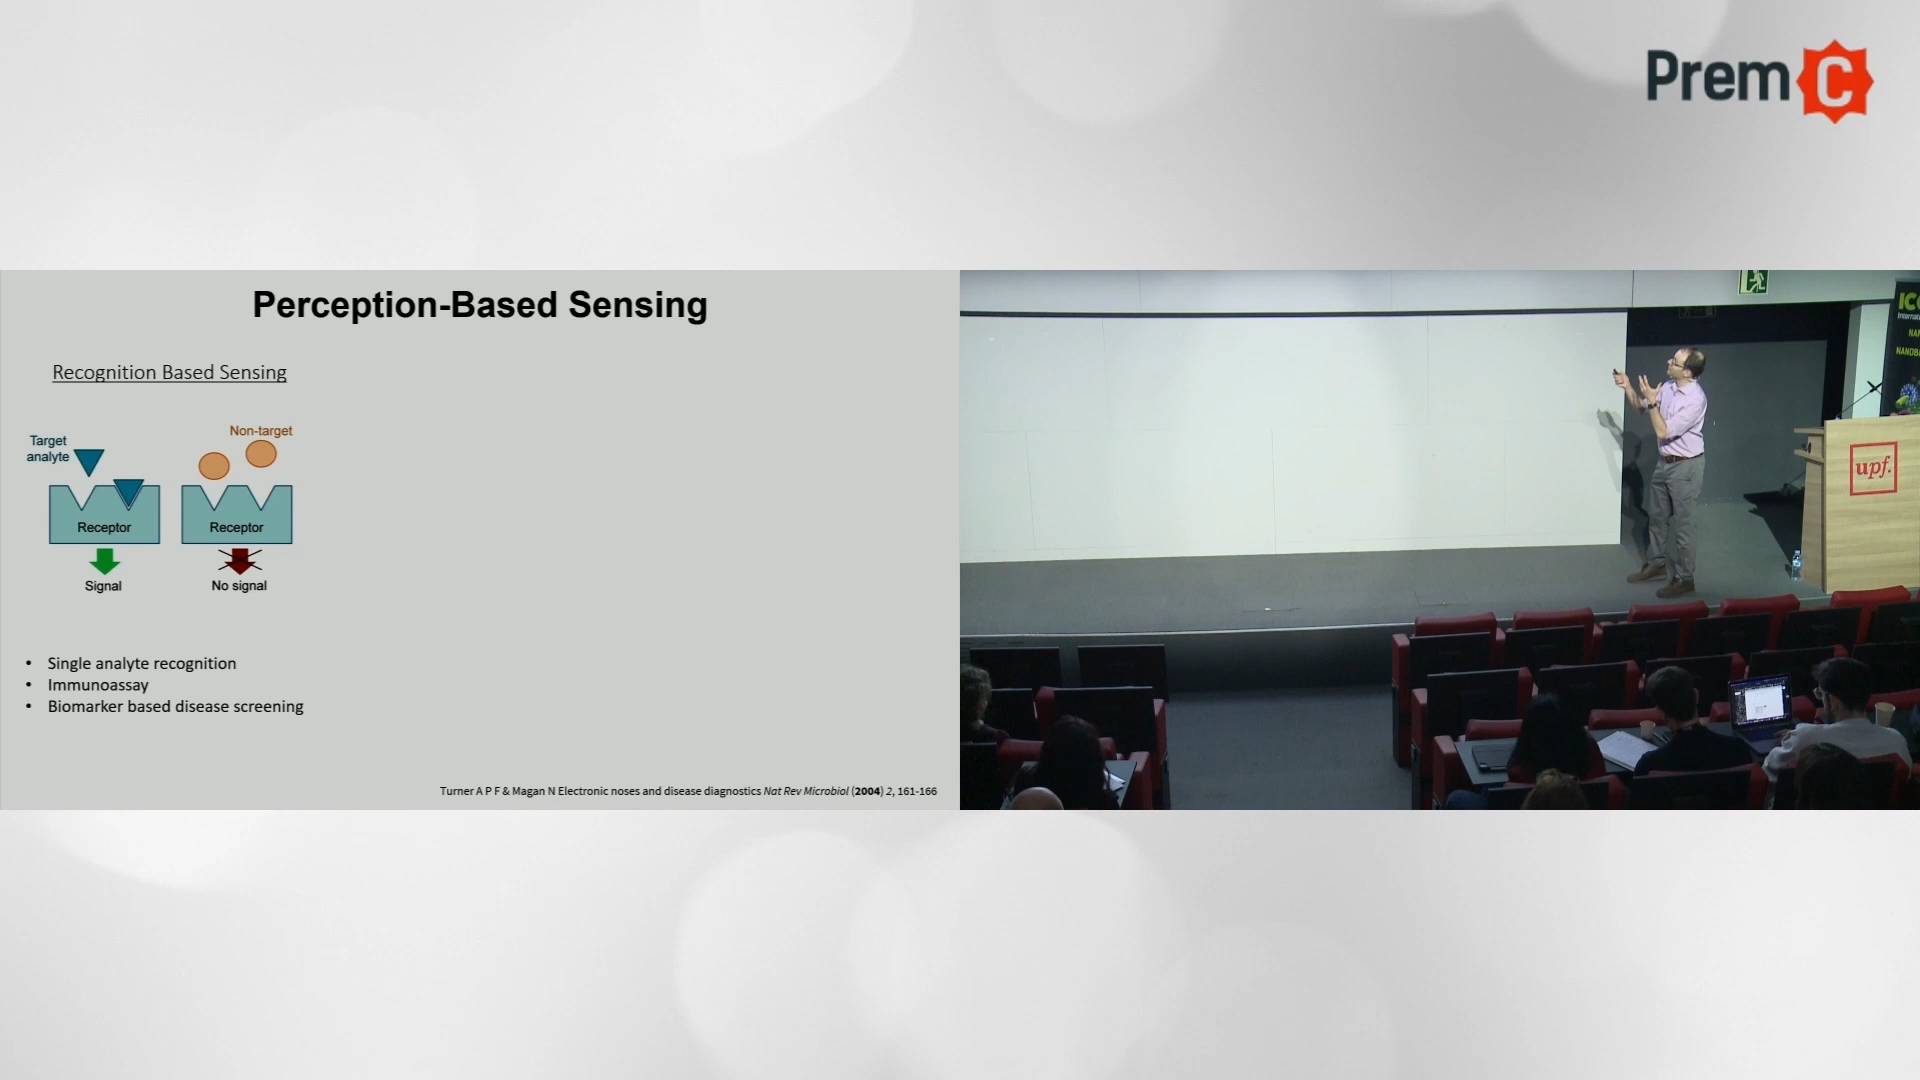 Prem C
Perception-Based Sensing
Recognition Based Sensing
Target
analyte
Non-target
Receptor
Receptor
Signal
No signal
• Single analyte recognition
• Immunoassay
• Biomarker based disease screening
Turner A P F & Magan N Electronic noses and disease diagnostics Nat Rev Microbiol (2004) 2, 161-166
upf.